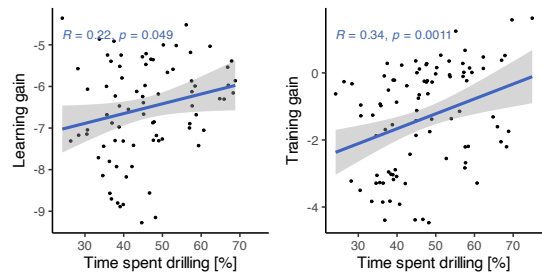 R = 0.22, p = 0.049
-5
-6
-7
-8
-9
Learning gain
30 40 50 60 70
Time spent drilling [%]
R = 0.34, p = 0.0011
0
-2
-4
Training gain
30 40 50 60 70
Time spent drilling [%]